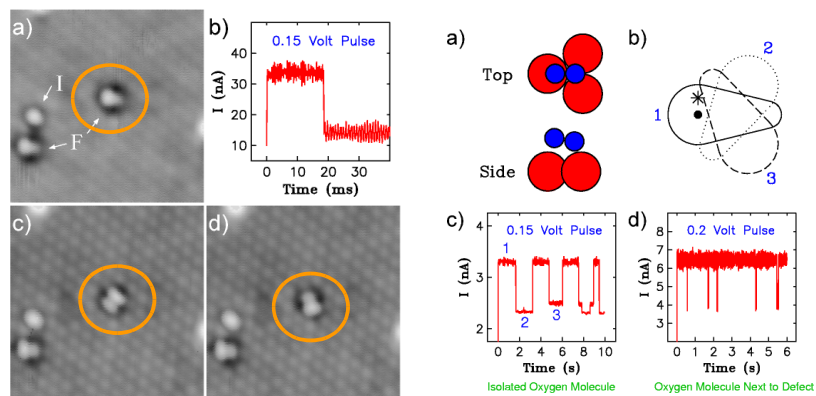 a)
I
F
b)
0.15 Volt Pulse
I (nA)
50
40
30
20
10
0
20
40
Time (ms)
c)
d)
a)
Top
Side
b)
1
2
3
c)
0.15 Volt Pulse
I (nA)
4
3
2
1
2
3
0
2
4
6
8
10
Time (s)
Isolated Oxygen Molecule
d)
0.2 Volt Pulse
I (nA)
8
7
6
5
4
3
0
1
2
3
4
5
6
Time (s)
Oxygen Molecule Next to Defect